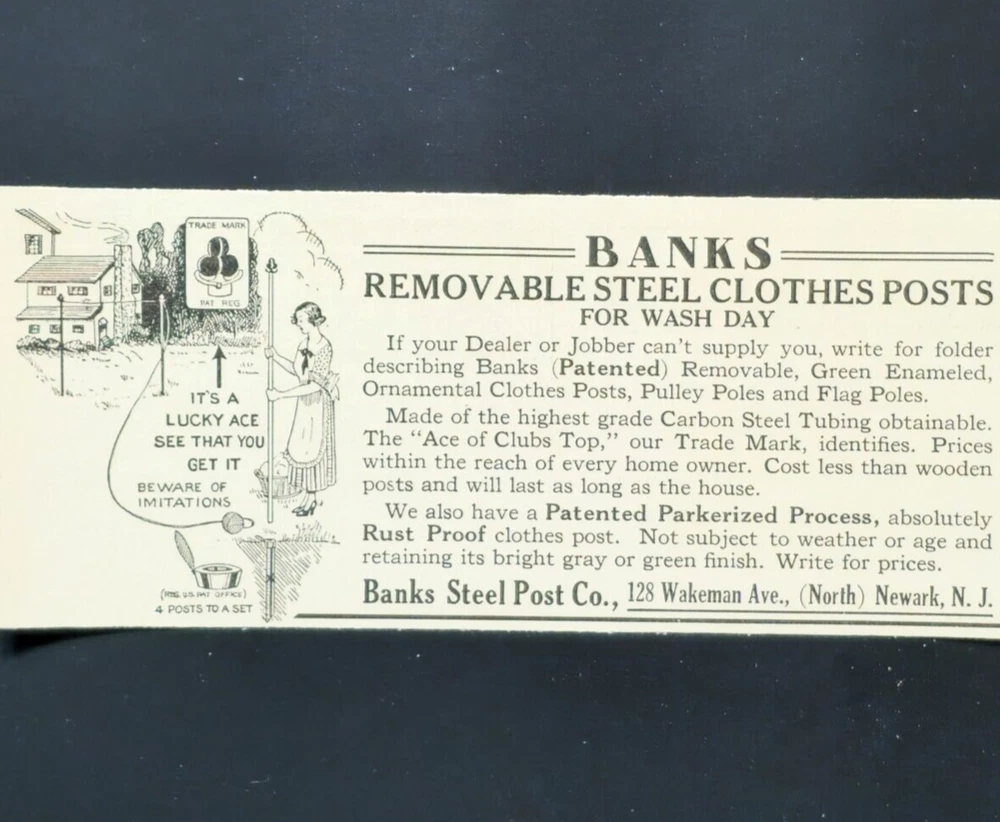 TRADE MARK
PAT REG
IT'S A
LUCKY ACE
SEE THAT YOU
GET IT
BEWARE OF
IMITATIONS
(REG. U.S. PAT OFFICE)
4 POSTS TO A SET
BANKS
REMOVABLE STEEL CLOTHES POSTS
FOR WASH DAY
If your Dealer or Jobber can't supply you, write for folder
describing Banks (Patented) Removable, Green Enameled,
Ornamental Clothes Posts, Pulley Poles and Flag Poles.
Made of the highest grade Carbon Steel Tubing obtainable.
The "Ace of Clubs Top," our Trade Mark, identifies. Prices
within the reach of every home owner. Cost less than wooden
posts and will last as long as the house.
We also have a Patented Parkerized Process, absolutely
Rust Proof clothes post. Not subject to weather or age and
retaining its bright gray or green finish. Write for prices.
Banks Steel Post Co., 128 Wakeman Ave., (North) Newark, N. J.